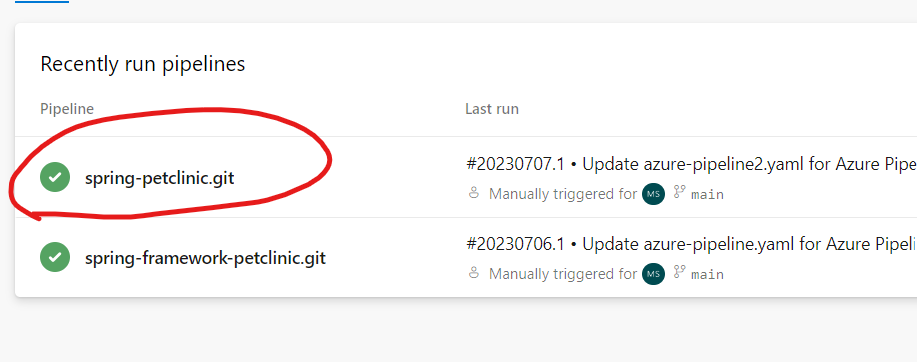 Recently run pipelines
Pipeline Last run
spring-petclinic.git
#20230707.1 • Update azure-pipeline2.yaml for Azure Pipe
Manually triggered for MS main
spring-framework-petclinic.git
#20230706.1 • Update azure-pipeline.yaml for Azure Pipeli
Manually triggered for MS main